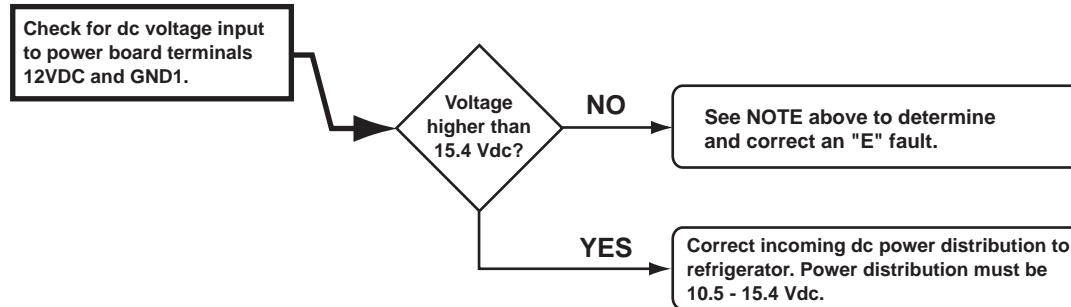 Check for dc voltage input
to power board terminals
12VDC and GND1.
Voltage
higher than
15.4 Vdc?
NO
See NOTE above to determine
and correct an "E" fault.
YES
Correct incoming dc power distribution to
refrigerator. Power distribution must be
10.5 - 15.4 Vdc.